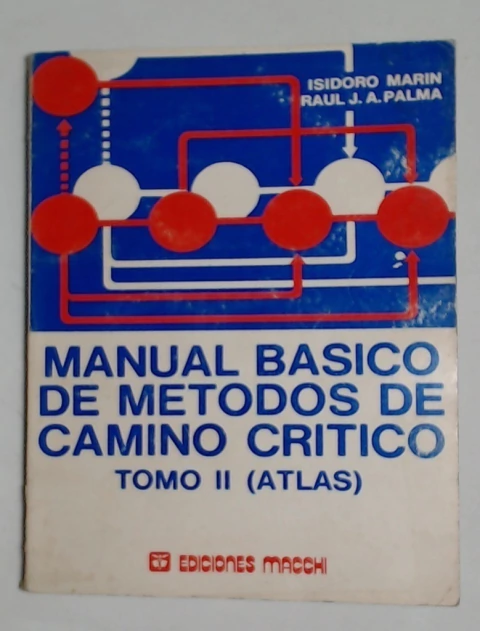 ISIDORO MARIN
RAUL J. A. PALMA
MANUAL BASICO
DE METODOS DE
CAMINO CRITICO
TOMO II (ATLAS)
EDICIONES MACCHI